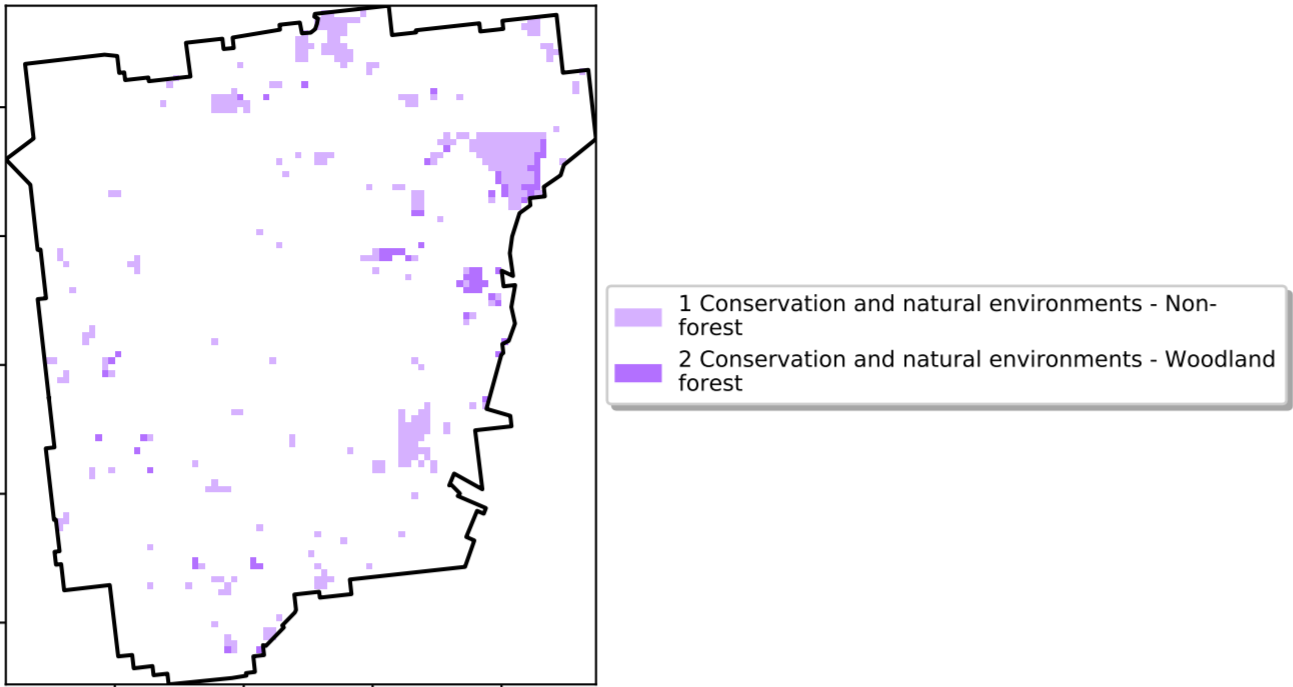 1 Conservation and natural environments - Non-
forest
2 Conservation and natural environments - Woodland
forest